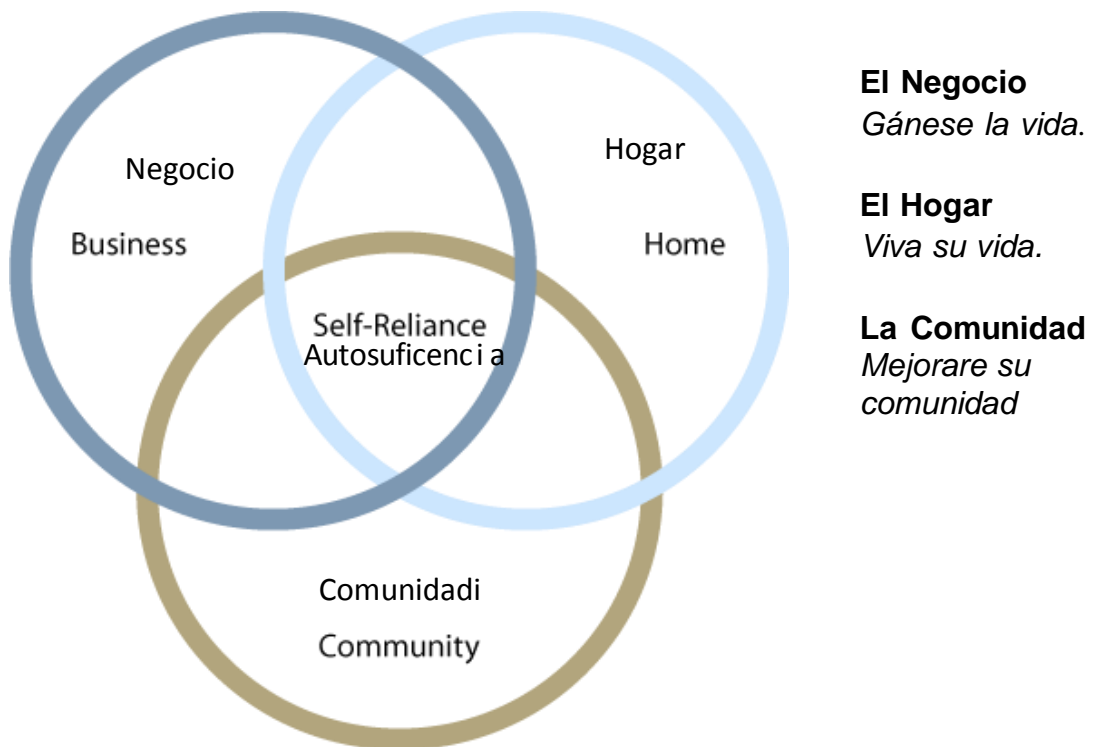 Negocio
Business
Hogar
Home
Self-Reliance
Autosuficencia
Comunidadi
Community
El Negocio
Gánese la vida.
El Hogar
Viva su vida.
La Comunidad
Mejorare su
comunidad